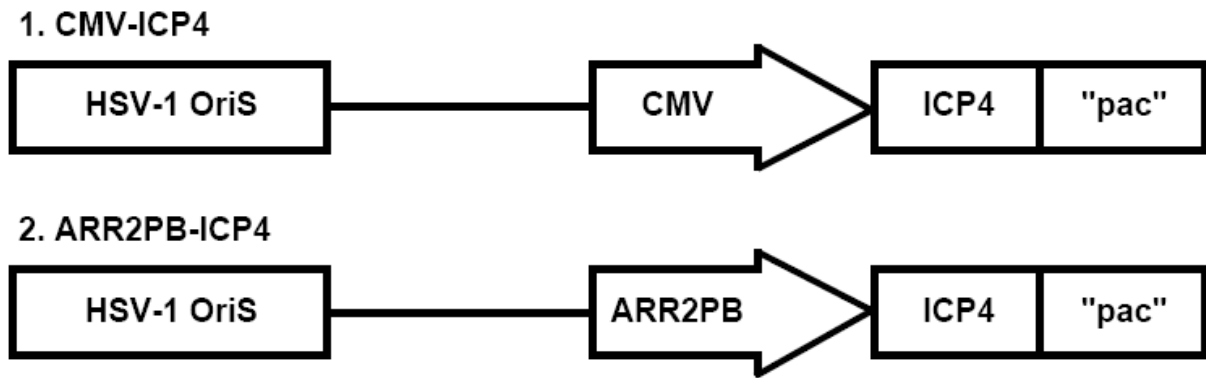 1. CMV-ICP4
HSV-1 OriS CMV ICP4 "pac"
2. ARR2PB-ICP4
HSV-1 OriS ARR2PB ICP4 "pac"